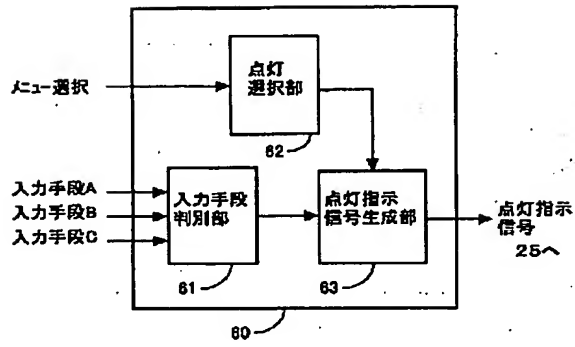 点灯
選択部
メニュー選択
62
入力手段A
入力手段B
入力手段C
入力手段
判別部
点灯指示
信号生成部
点灯指示
信号
25へ
61
63
60